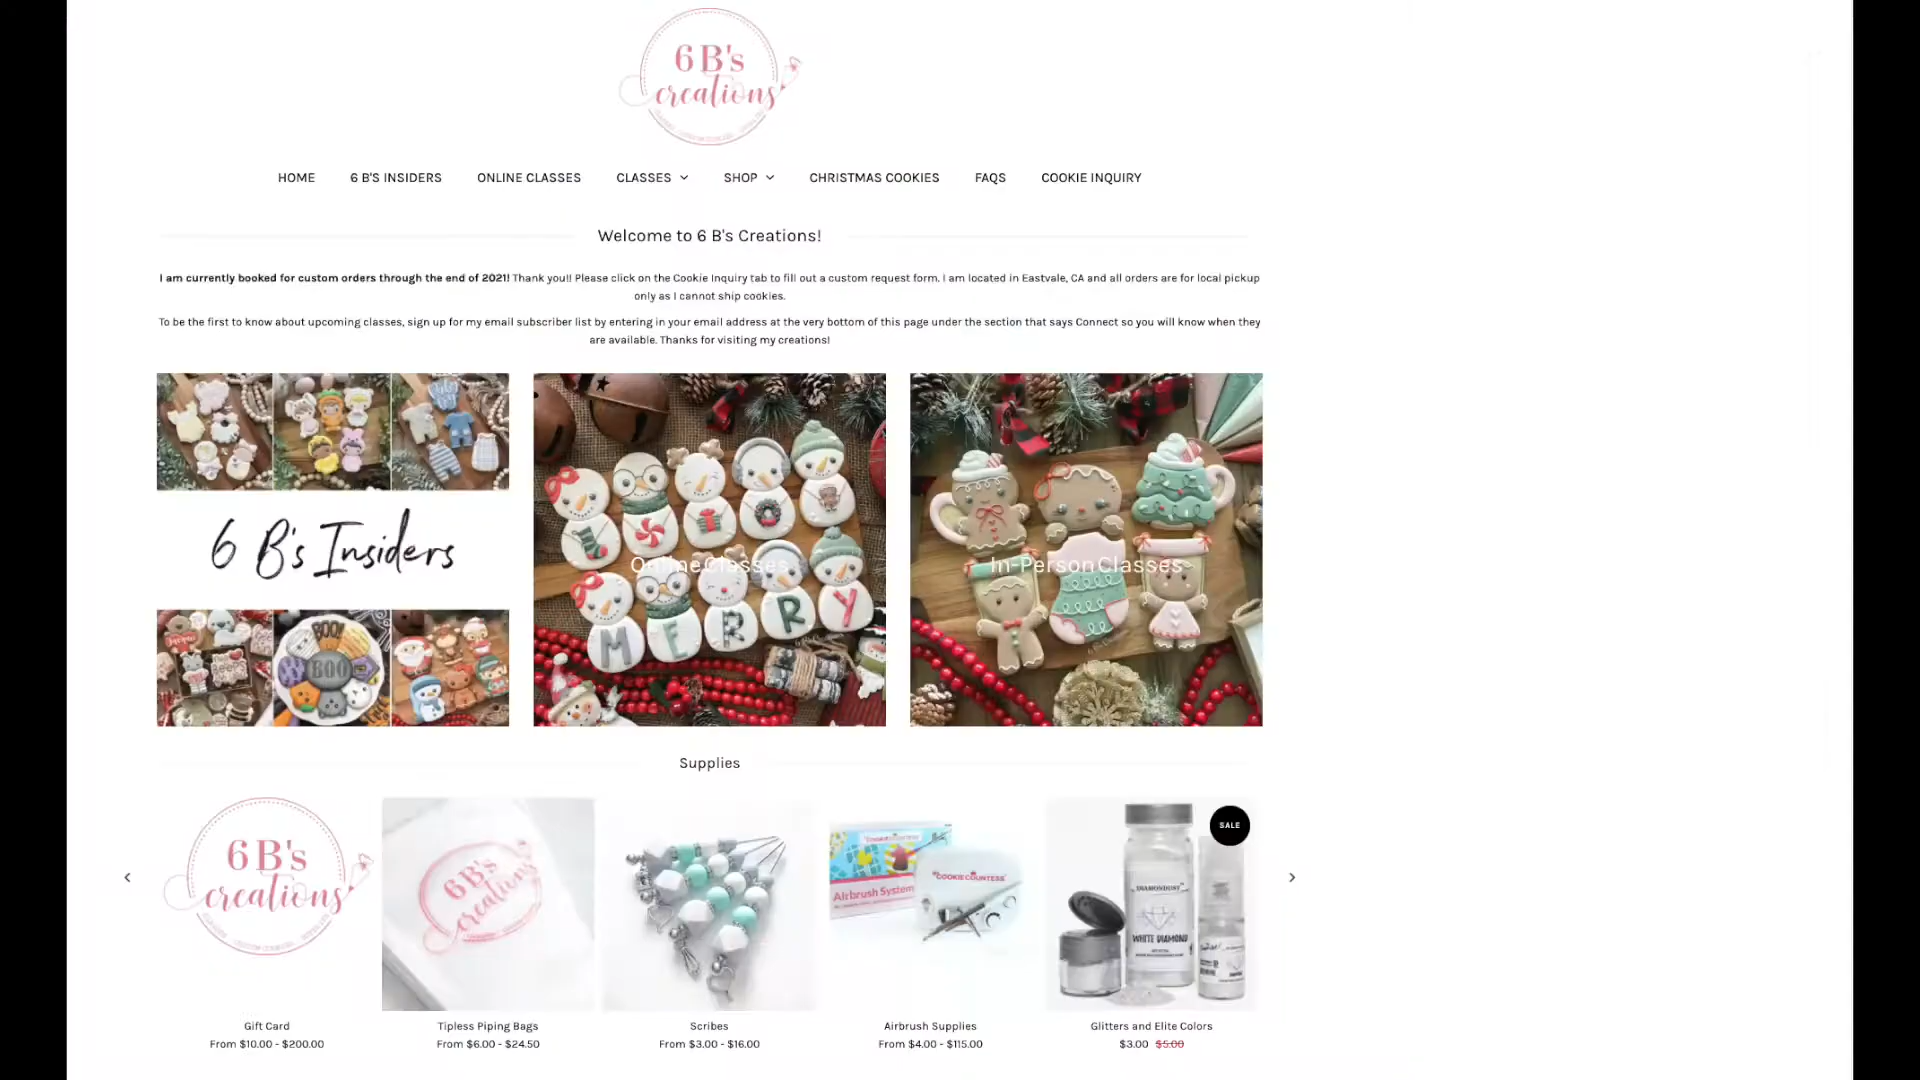 6 B's
creations
HOME 6 B'S INSIDERS ONLINE CLASSES CLASSES SHOP CHRISTMAS COOKIES FAQS COOKIE INQUIRY
Welcome to 6 B's Creations!
I am currently booked for custom orders through the end of 2021! Thank you!! Please click on the Cookie Inquiry tab to fill out a custom request form. I am located in Eastvale, CA and all orders are for local pickup
only as I cannot ship cookies.
To be the first to know about upcoming classes, sign up for my email subscriber list by entering in your email address at the very bottom of this page under the section that says Connect so you will know when they
are available. Thanks for visiting my creations!
6 B's Insiders
BOO!
BOO
Online Classes
MERRY
In-Person Classes
Supplies
6 B's
creations
6 B's
creations
COOKIE COUNTESS
Airbrush System
DIAMONDUST
WHITE DIAMOND
SALE
Gift Card
From $10.00 - $200.00
Tipless Piping Bags
From $6.00 - $24.50
Scribes
From $3.00 - $16.00
Airbrush Supplies
From $4.00 - $115.00
Glitters and Elite Colors
$3.00 $5.00